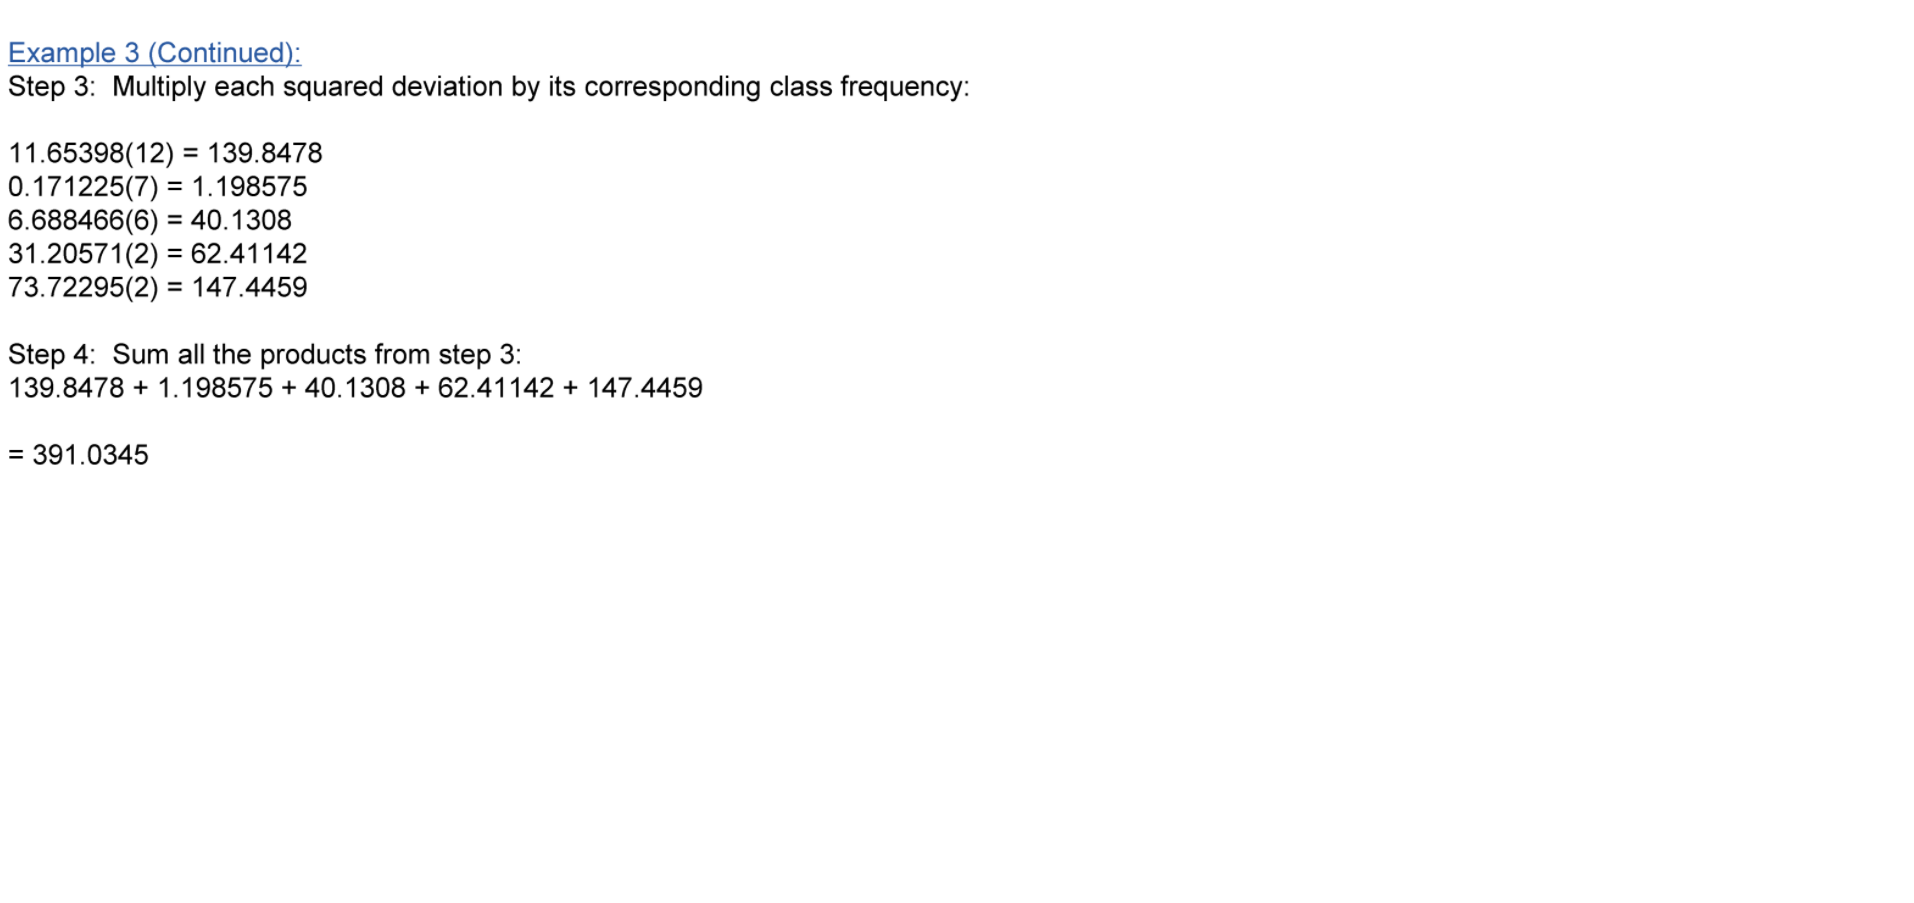 Example 3 (Continued):
Step 3:  Multiply each squared deviation by its corresponding class frequency:
11.65398(12) = 139.8478
0.171225(7) = 1.198575
6.688466(6) = 40.1308
31.20571(2) = 62.41142
73.72295(2) = 147.4459
Step 4:  Sum all the products from step 3:
139.8478 + 1.198575 + 40.1308 + 62.41142 + 147.4459
= 391.0345